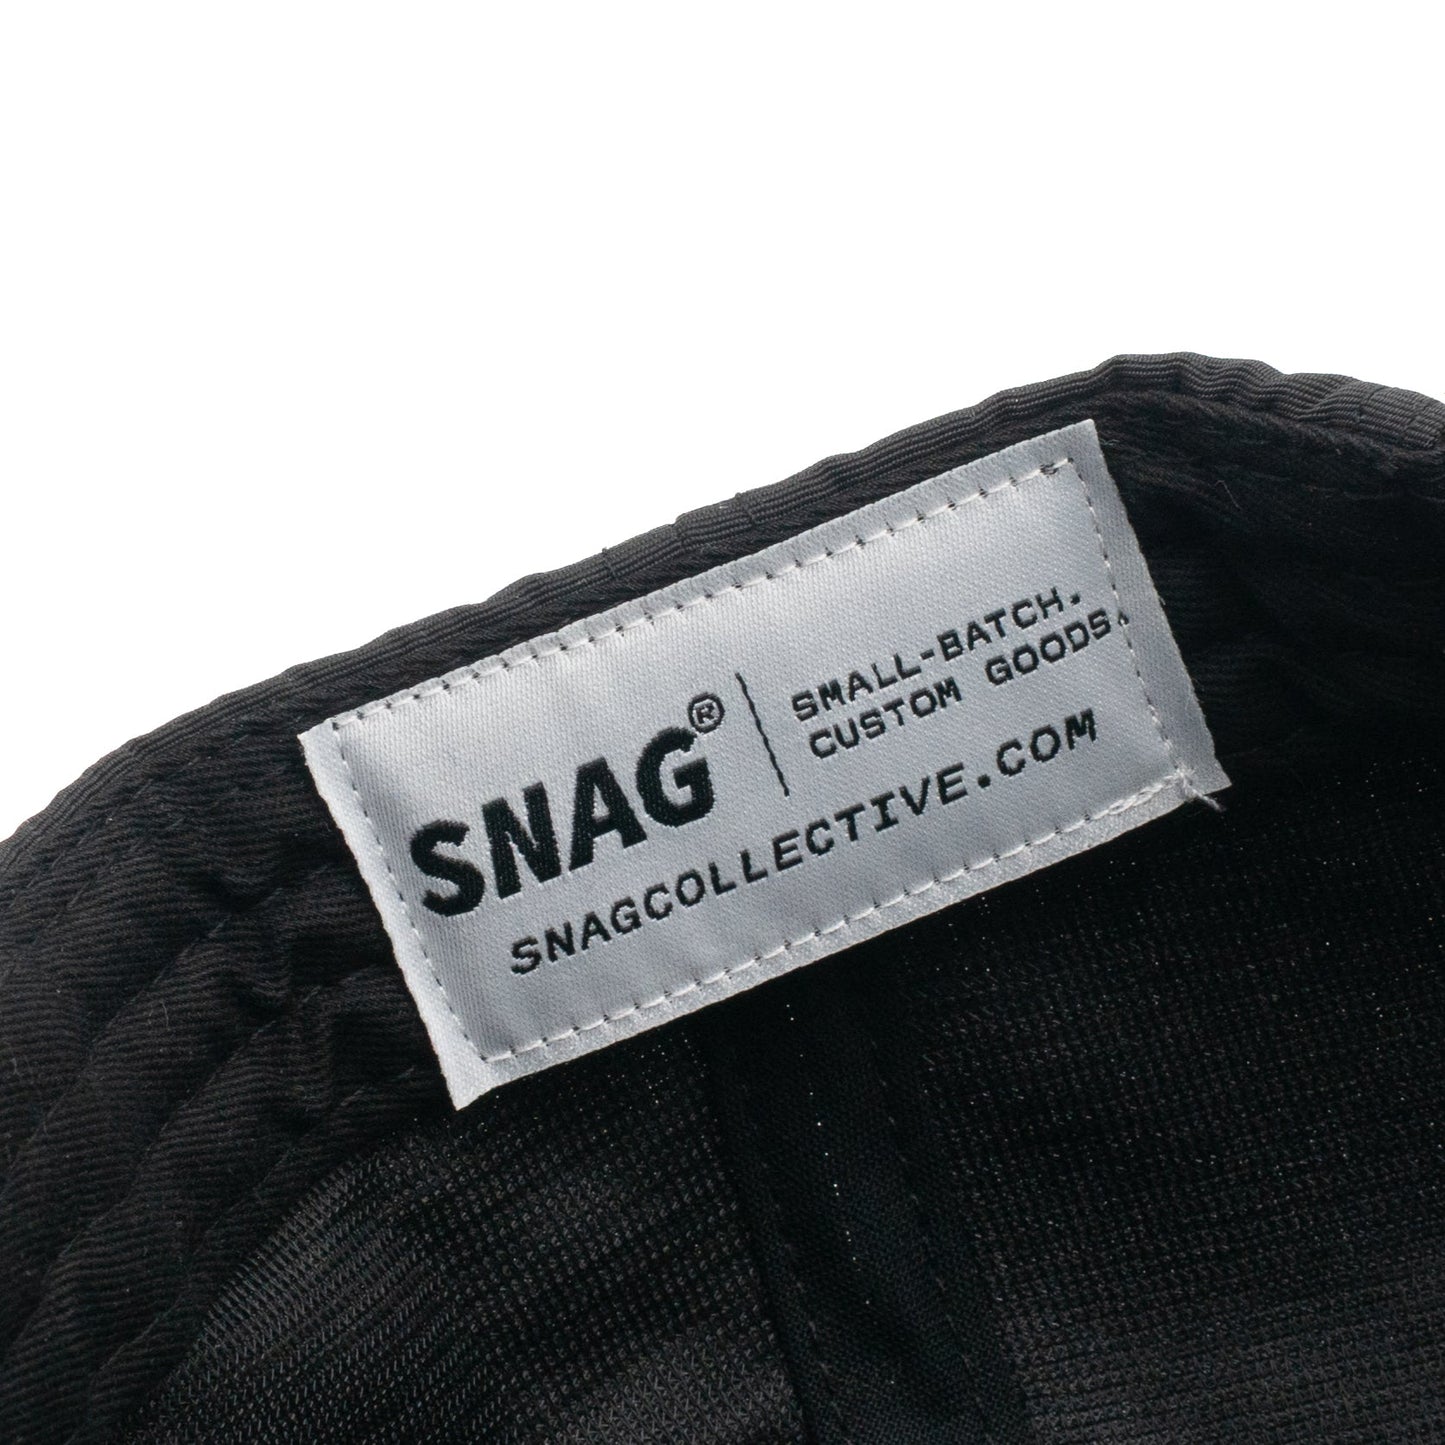 SNAG®
SMALL-BATCH.
CUSTOM GOODS.
SNAGCOLLECTIVE.COM